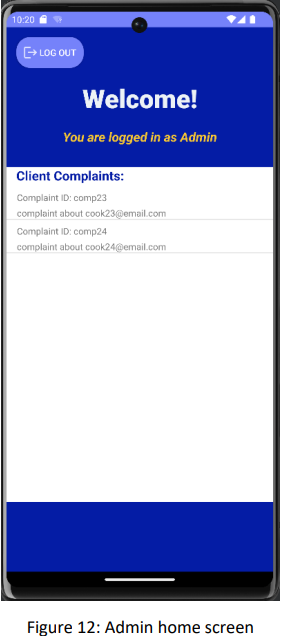 10:20
LOG OUT
Welcome!
You are logged in as Admin
Client Complaints:
Complaint ID: comp23
complaint about cook23@email.com
Complaint ID: comp24
complaint about cook24@email.com
Figure 12: Admin home screen